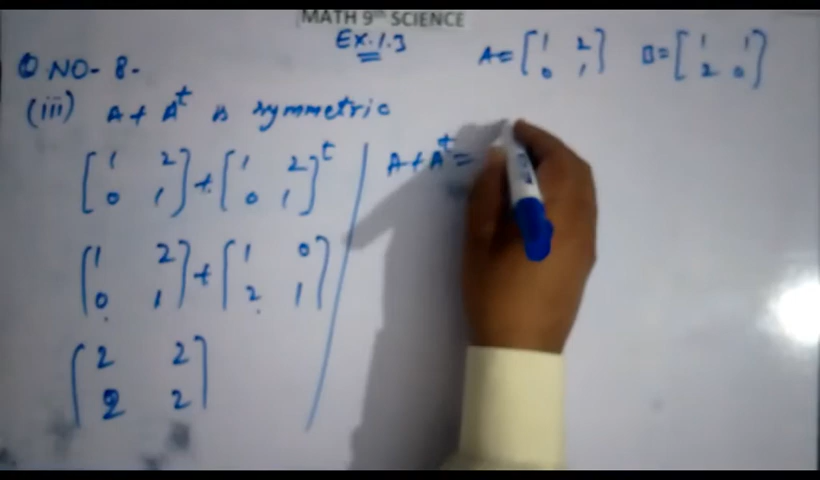 MATH 9th SCIENCE
Ex.1.3
Q NO-8-
A = [1 2
0 1] B = [1 1
2 0]
(iii) A + A^t is symmetric
[1 2
0 1] + [1 2
0 1]^t
A + A^t =
[1 2
0 1] + [1 0
2 1]
[2 2
2 2]